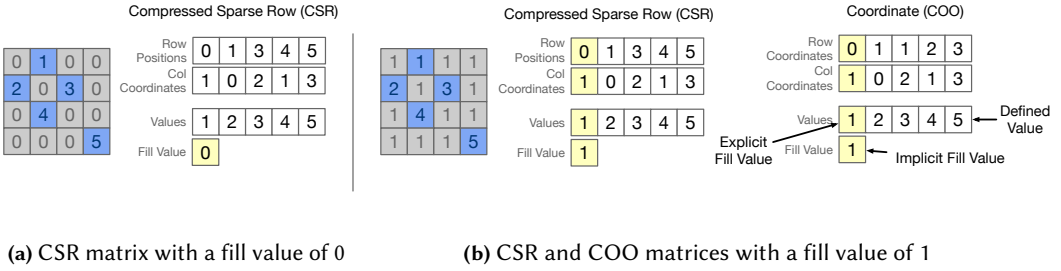 Compressed Sparse Row (CSR)
Row Positions 0 1 3 4 5
Col Coordinates 1 0 2 1 3
Values 1 2 3 4 5
Fill Value 0
0 1 0 0
2 0 3 0
0 4 0 0
0 0 0 5
(a) CSR matrix with a fill value of 0
Compressed Sparse Row (CSR)
Row Positions 0 1 3 4 5
Col Coordinates 1 0 2 1 3
Values 1 2 3 4 5
Fill Value 1
1 1 1 1
2 1 3 1
1 4 1 1
1 1 1 5
Coordinate (COO)
Row Coordinates 0 1 1 2 3
Col Coordinates 1 0 2 1 3
Values 1 2 3 4 5
Fill Value 1
Defined Value
Explicit Fill Value
Implicit Fill Value
(b) CSR and COO matrices with a fill value of 1